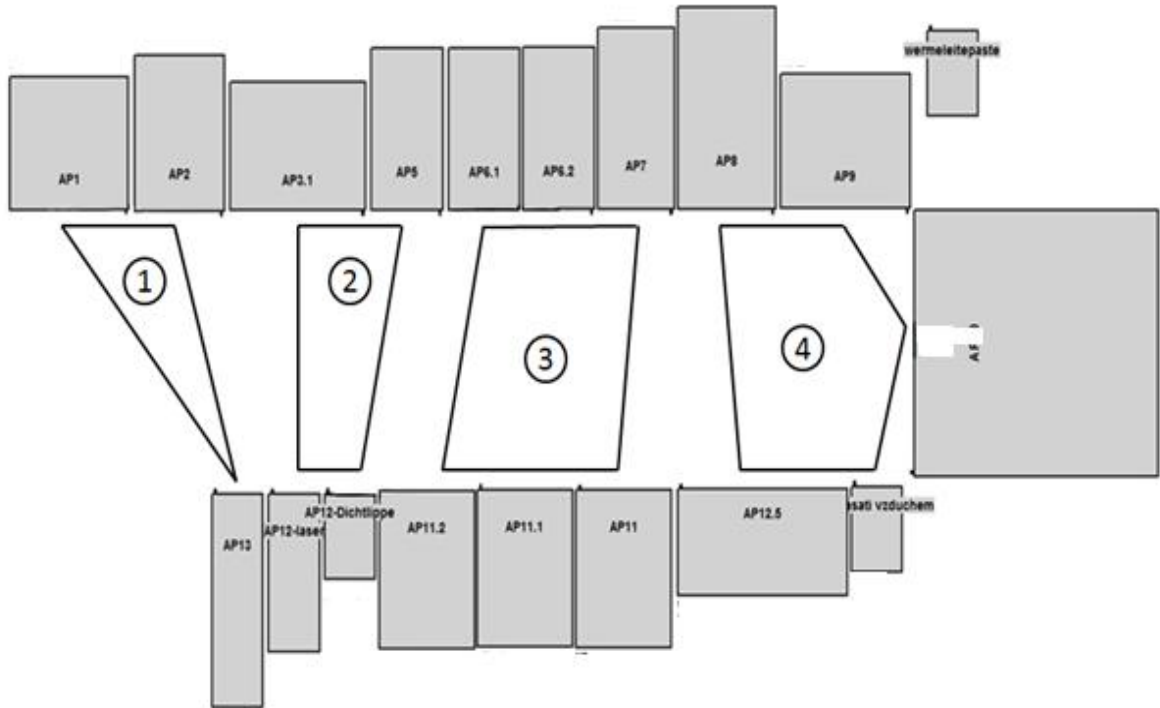 wermeleitepaste
AP1
AP2
AP3.1
AP5
AP6.1
AP6.2
AP7
AP8
AP9
1
2
3
4
AP13
AP12-laser
AP12-Dichtlippe
AP11.2
AP11.1
AP11
AP12.5
vzduchem